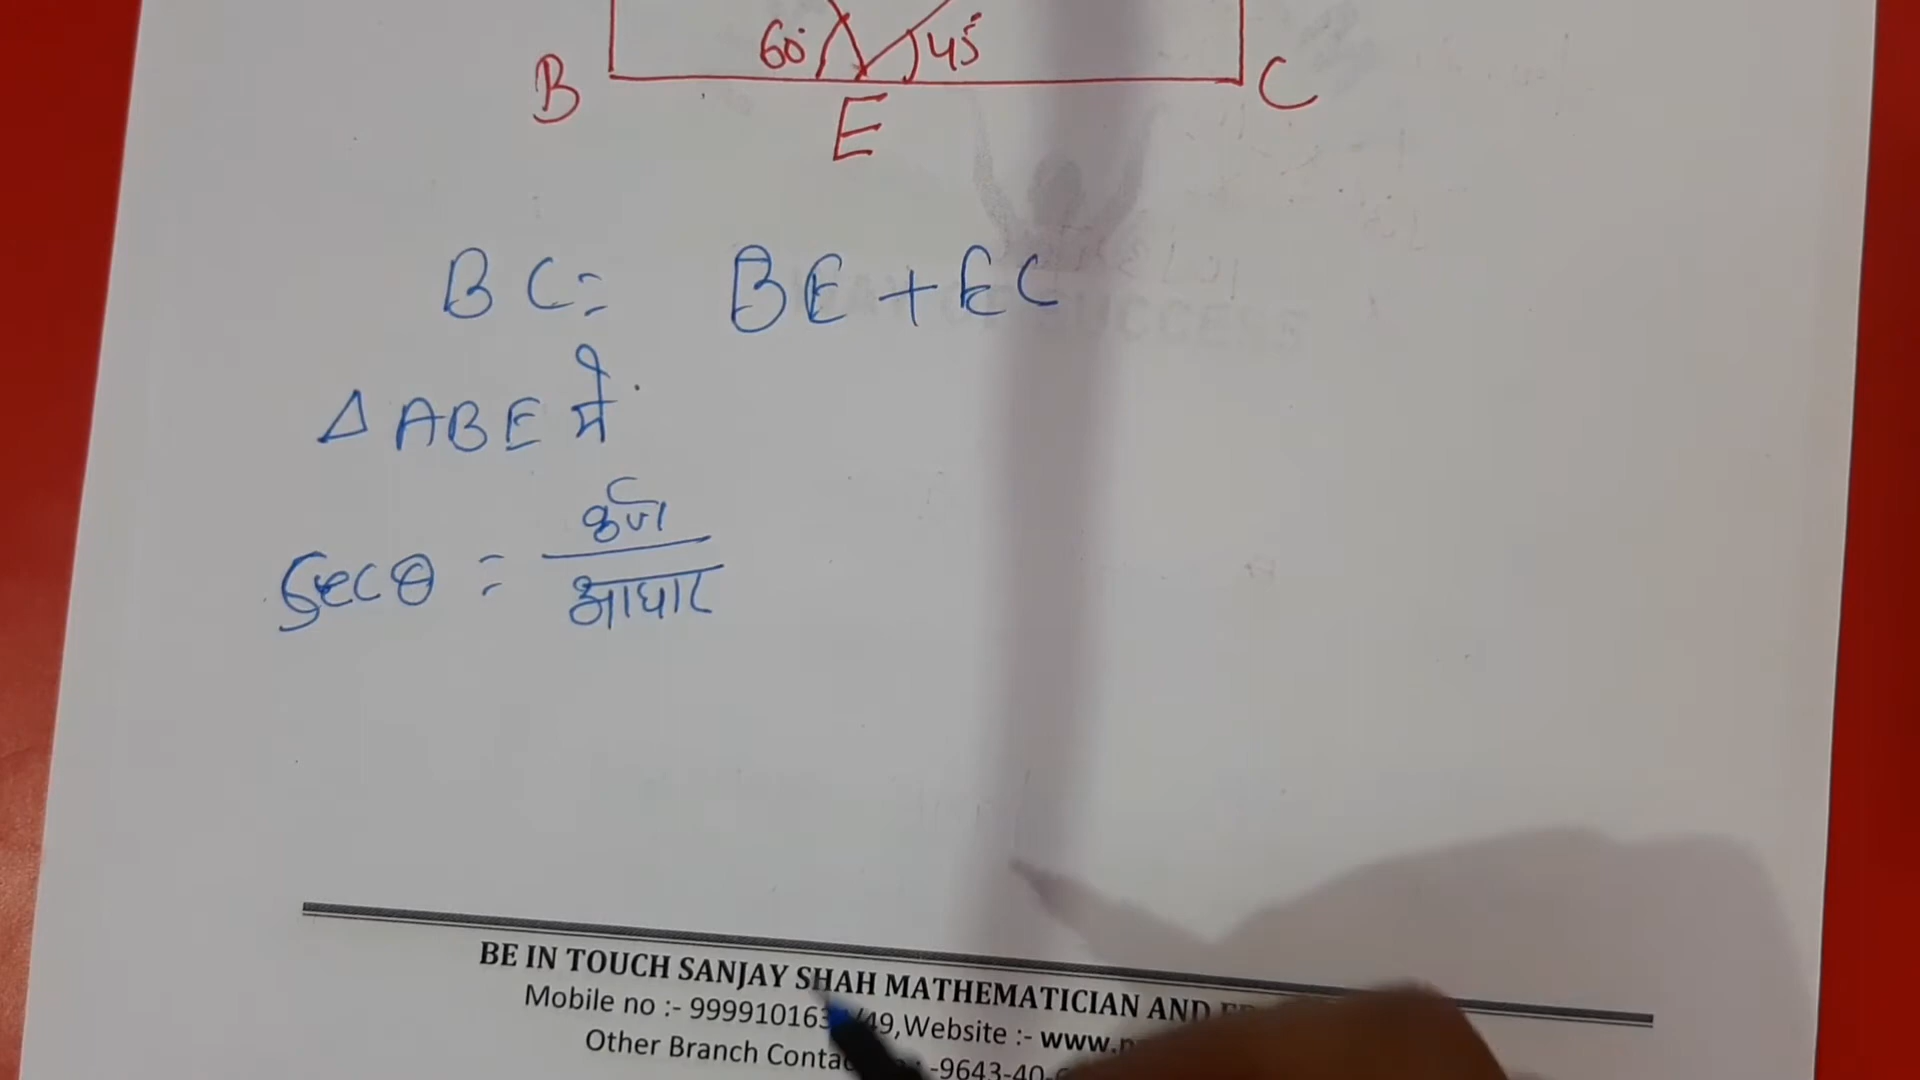 60° 45°
B C
E
BC= BE+EC
Δ ABE में
Secθ = कर्ण
आधार
BE IN TOUCH SANJAY SHAH MATHEMATICIAN AND
Mobile no :- 999910163 49,Website :- www.
Other Branch -9643-40-